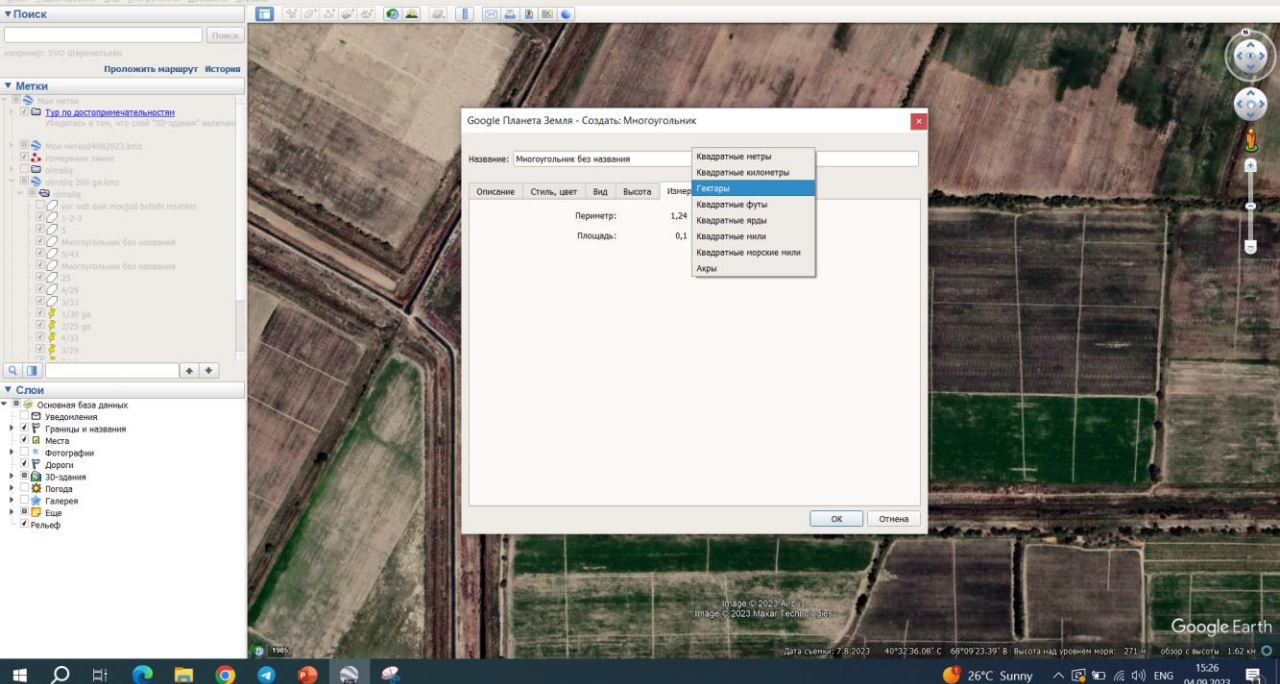 Поиск
Поиск
например: SVO Шереметьево
Проложить маршрут История
Метки
Мои метки
Тур по достопримечательностям
Убедитесь в том, что слой "3D-здания" включен
Мои метки24082023.kmz
Измерение линии
olmaliq
olmaliq 206 ga.kmz
olmaliq
yer osb suvi mavjud bolishi mumkin
1-2-3
5
Многоугольник без названия
5/43
Многоугольник без названия
25
4/29
3/33
1/30 ga
2/25 ga
4/33
3/29
Слои
Основная база данных
Уведомления
Границы и названия
Места
Фотографии
Дороги
3D-здания
Погода
Галерея
Еще
Рельеф
Google Планета Земля - Создать: Многоугольник
Название: Многоугольник без названия
Описание Стиль, цвет Вид Высота Измер
Периметр: 1,24
Площадь: 0,1
Квадратные метры
Квадратные километры
Гектары
Квадратные футы
Квадратные ярды
Квадратные мили
Квадратные морские мили
Акры
ОК Отмена
N
Image © 2023 Airbus
Image © 2023 Maxar Technologies
Google Earth
1985
Дата съемки: 7.8.2023 40°32'36.08" С 68°09'23.39" В Высота над уровнем моря: 271 м обзор с высоты 1.62 км
26°C Sunny
ENG
15:26
04.09.2023